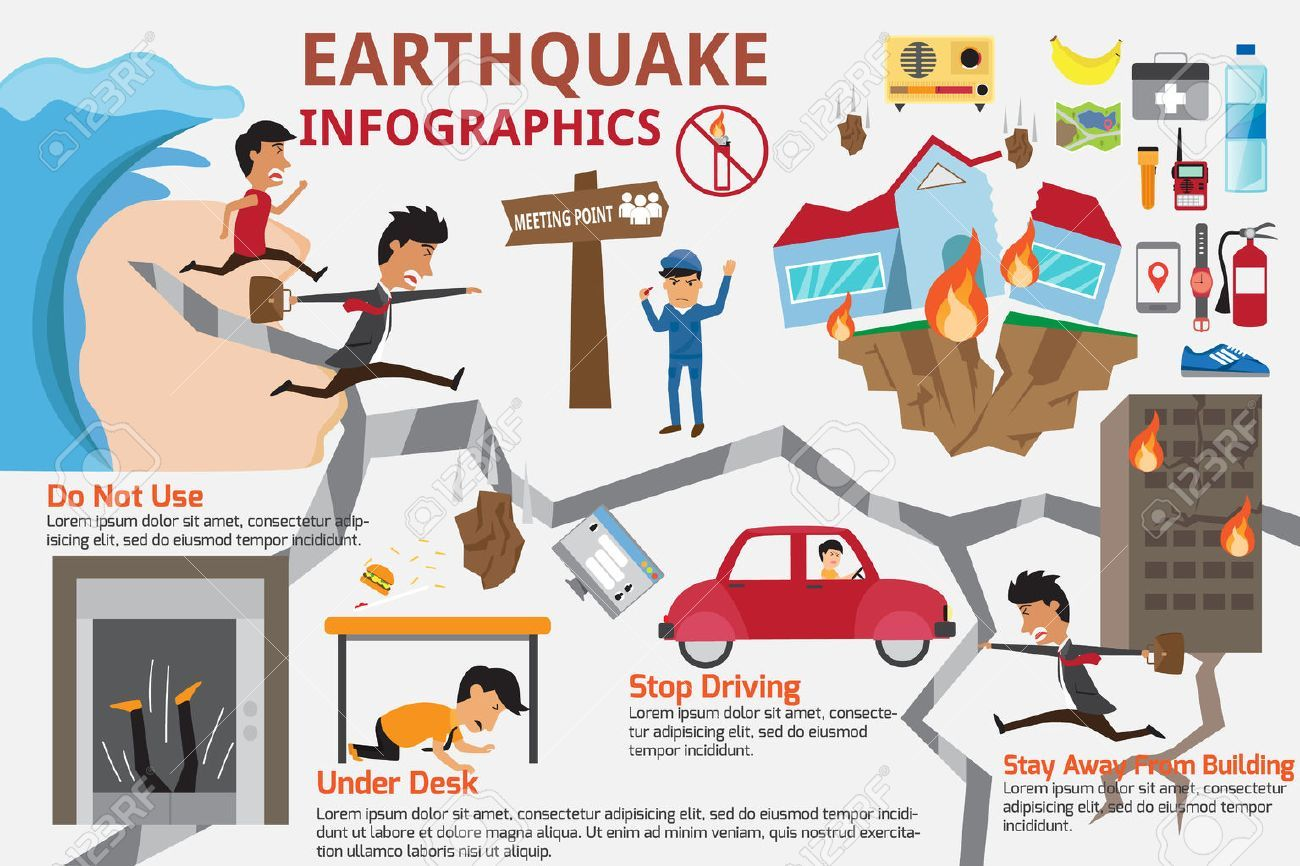 EARTHQUAKE
INFOGRAPHICS
MEETING POINT
Do Not Use
Lorem ipsum dolor sit amet, consectetur adip-
isicing elit, sed do eiusmod tempor incididunt.
Under Desk
Lorem ipsum dolor sit amet, consectetur adipisicing elit, sed do eiusmod tempor incidi-
dunt ut labore et dolore magna aliqua. Ut enim ad minim veniam, quis nostrud exercita-
tion ullamco laboris nisi ut aliquip.
Stop Driving
Lorem ipsum dolor sit amet, consecte-
tur adipisicing elit, sed do eiusmod
tempor incididunt.
Stay Away From Building
Lorem ipsum dolor sit amet, consectetur
adipisicing elit, sed do eiusmod tempor
incididunt.
123RF